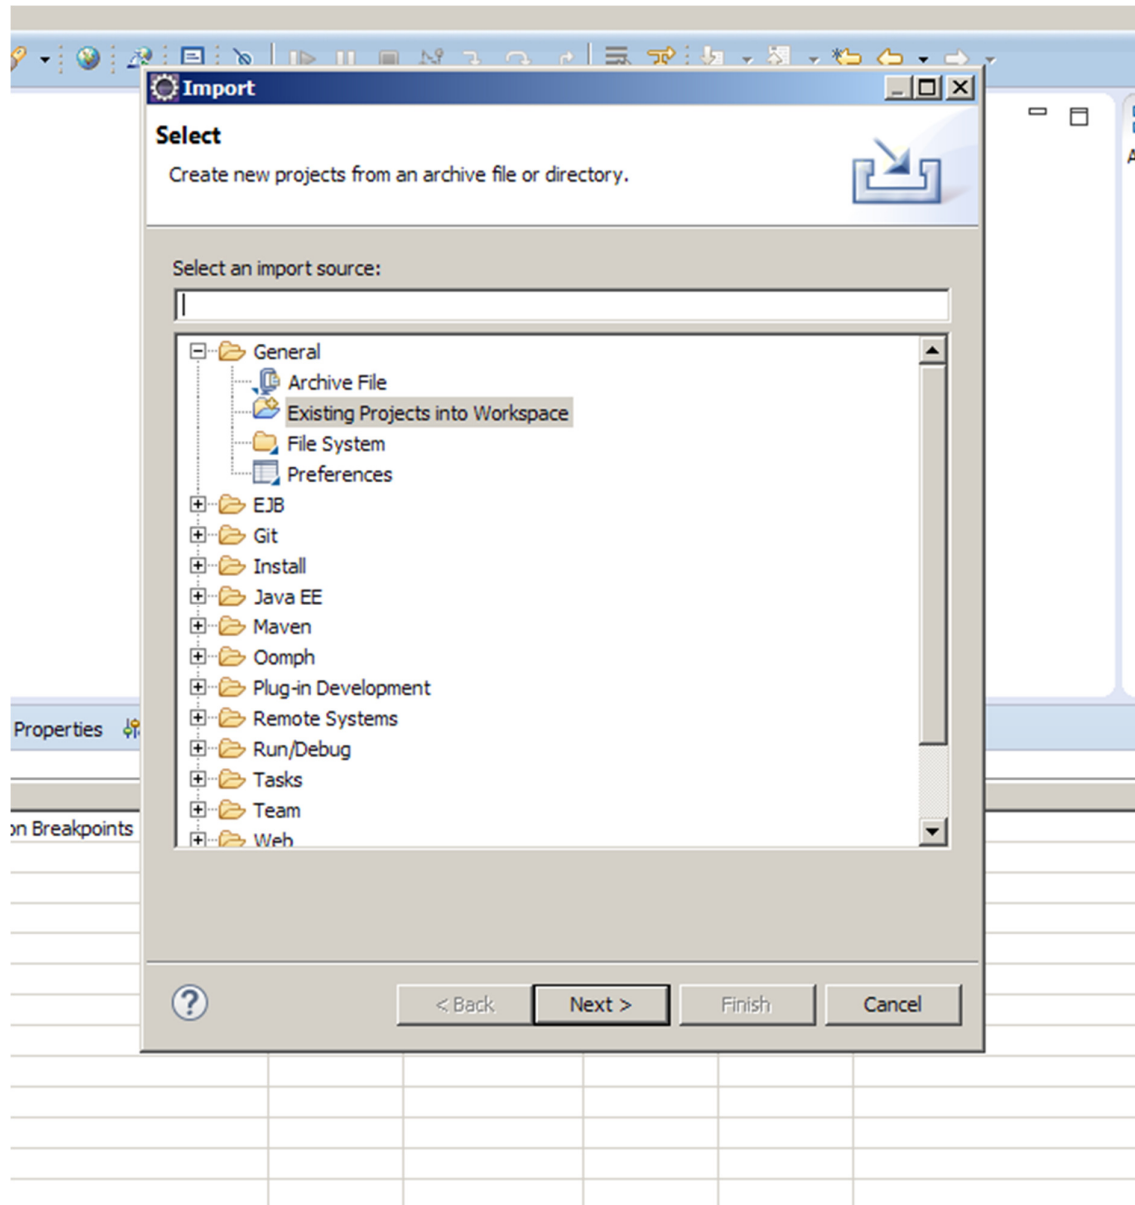 Import
Select
Create new projects from an archive file or directory.
Select an import source:
General
Archive File
Existing Projects into Workspace
File System
Preferences
EJB
Git
Install
Java EE
Maven
Oomph
Plug-in Development
Remote Systems
Run/Debug
Tasks
Team
Web
Properties
on Breakpoints
< Back
Next >
Finish
Cancel